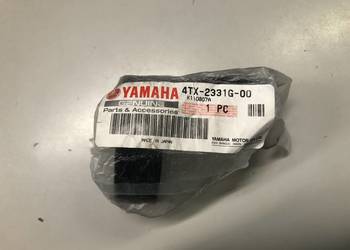 YAMAHA 4TX-2331G-00
GENUINE
Parts & Accessories 1 PC
MADE IN JAPAN YAMAHA MOTOR